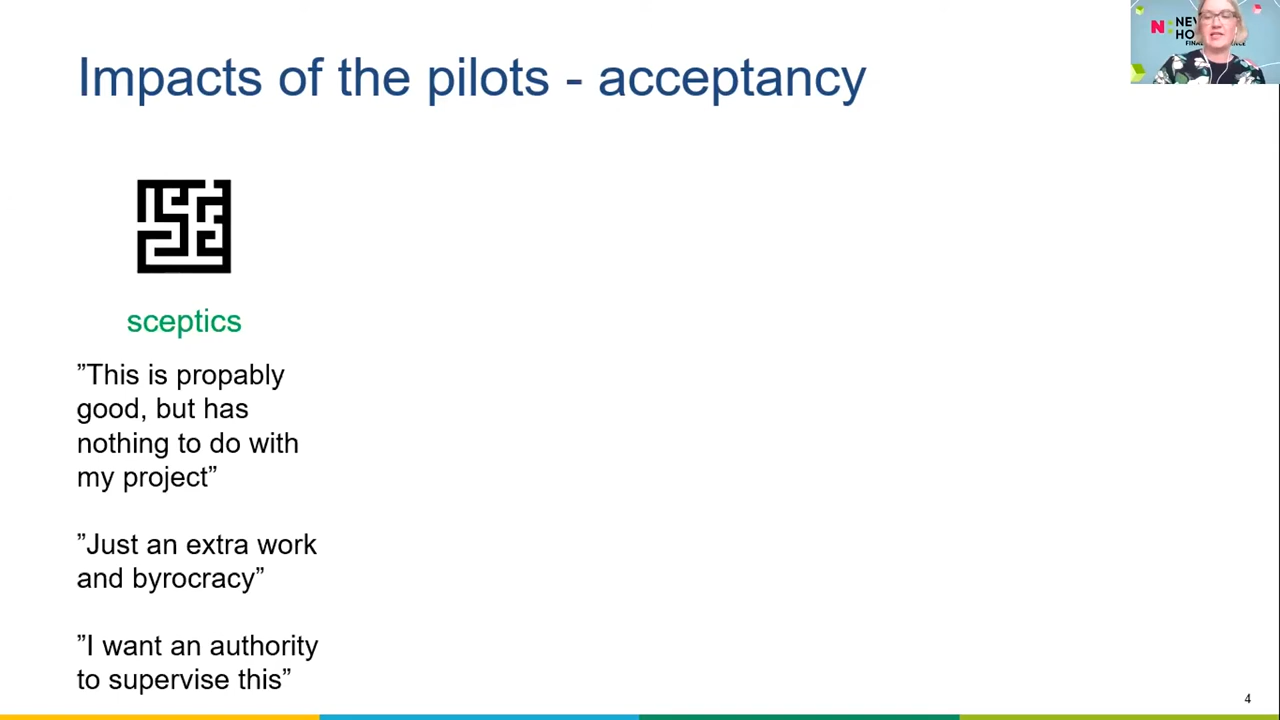 Impacts of the pilots - acceptancy
sceptics
”This is propably
good, but has
nothing to do with
my project”
”Just an extra work
and byrocracy”
”I want an authority
to supervise this”
4
N: